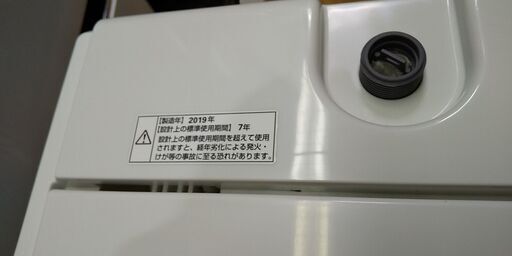 【製造年】2019年
【設計上の標準使用期間】7年
設計上の標準使用期間を超えて使用
されますと、経年劣化による発火・
けが等の事故に至る恐れがあります。